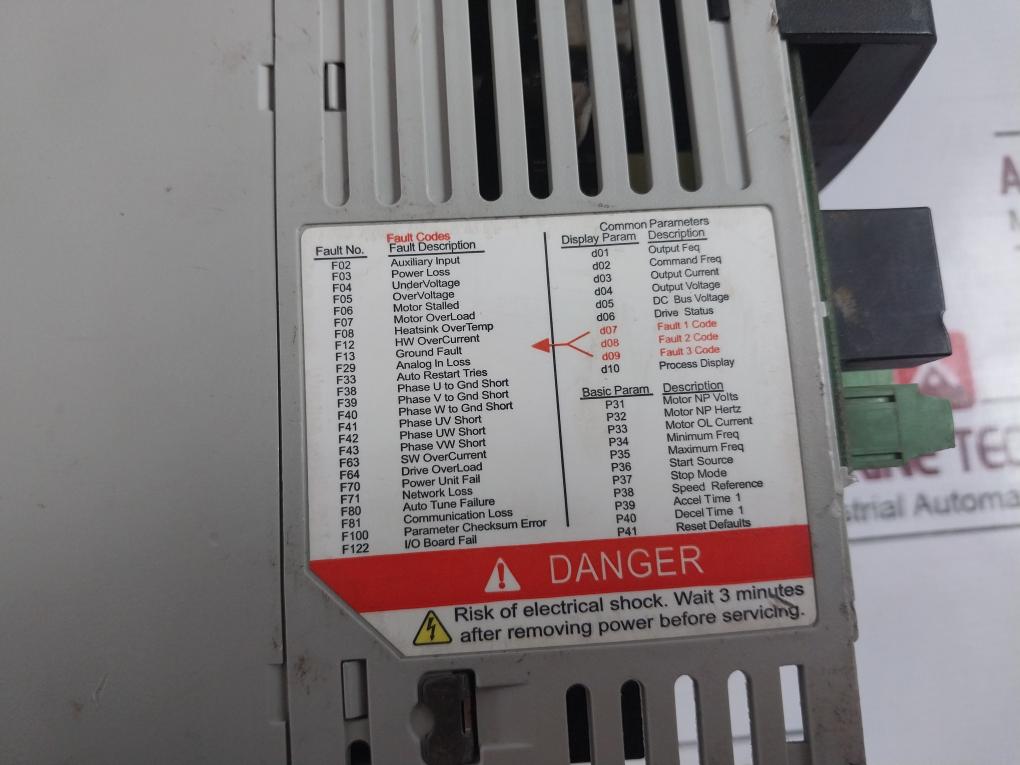 Fault Codes
Fault No. Fault Description
F02 Auxiliary Input
F03 Power Loss
F04 UnderVoltage
F05 OverVoltage
F06 Motor Stalled
F07 Motor OverLoad
F08 Heatsink OverTemp
F12 HW OverCurrent
F13 Ground Fault
F29 Analog In Loss
F33 Auto Restart Tries
F38 Phase U to Gnd Short
F39 Phase V to Gnd Short
F40 Phase W to Gnd Short
F41 Phase UV Short
F42 Phase UW Short
F43 Phase VW Short
F63 SW OverCurrent
F64 Drive OverLoad
F70 Power Unit Fail
F71 Network Loss
F80 Auto Tune Failure
F81 Communication Loss
F100 Parameter Checksum Error
F122 I/O Board Fail
Common Parameters
Display Param Description
d01 Output Feq
d02 Command Freq
d03 Output Current
d04 Output Voltage
d05 DC Bus Voltage
d06 Drive Status
d07 Fault 1 Code
d08 Fault 2 Code
d09 Fault 3 Code
d10 Process Display
Basic Param Description
P31 Motor NP Volts
P32 Motor NP Hertz
P33 Motor OL Current
P34 Minimum Freq
P35 Maximum Freq
P36 Start Source
P37 Stop Mode
P38 Speed Reference
P39 Accel Time 1
P40 Decel Time 1
P41 Reset Defaults
DANGER
Risk of electrical shock. Wait 3 minutes
after removing power before servicing.
TEC
strial Automa